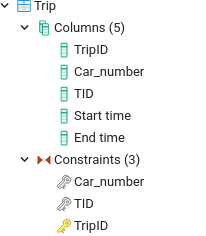 Trip
Columns (5)
TripID
Car_number
TID
Start time
End time
Constraints (3)
Car_number
TID
TripID